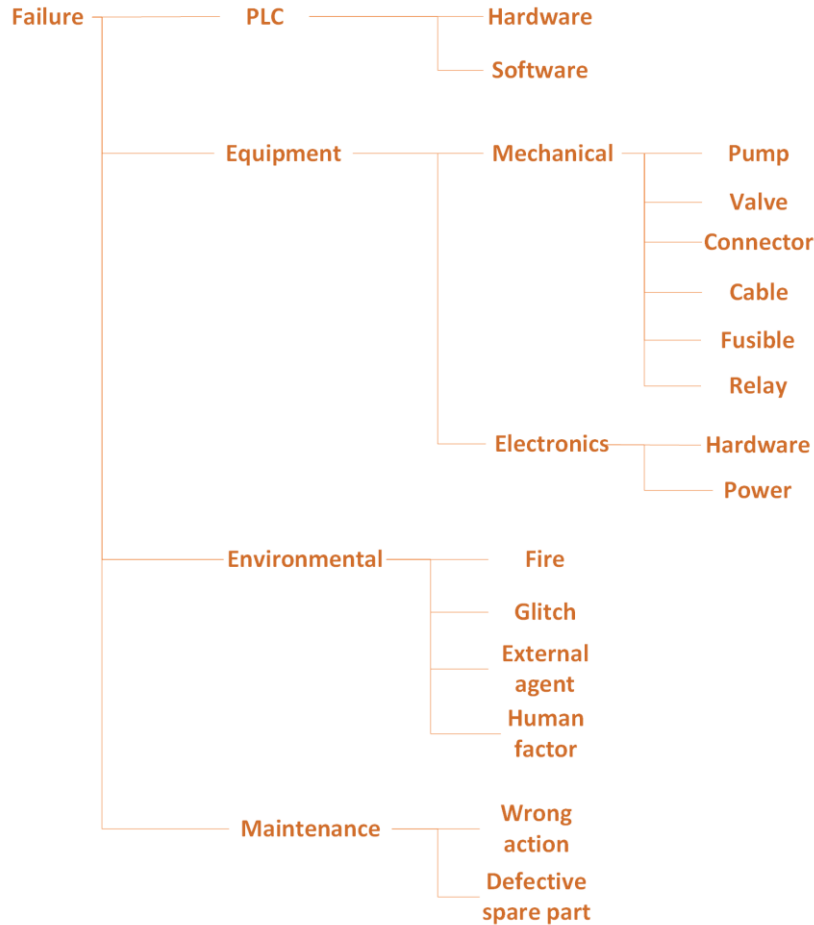 Failure
PLC
Hardware
Software
Equipment
Mechanical
Pump
Valve
Connector
Cable
Fusible
Relay
Electronics
Hardware
Power
Environmental
Fire
Glitch
External
agent
Human
factor
Maintenance
Wrong
action
Defective
spare part